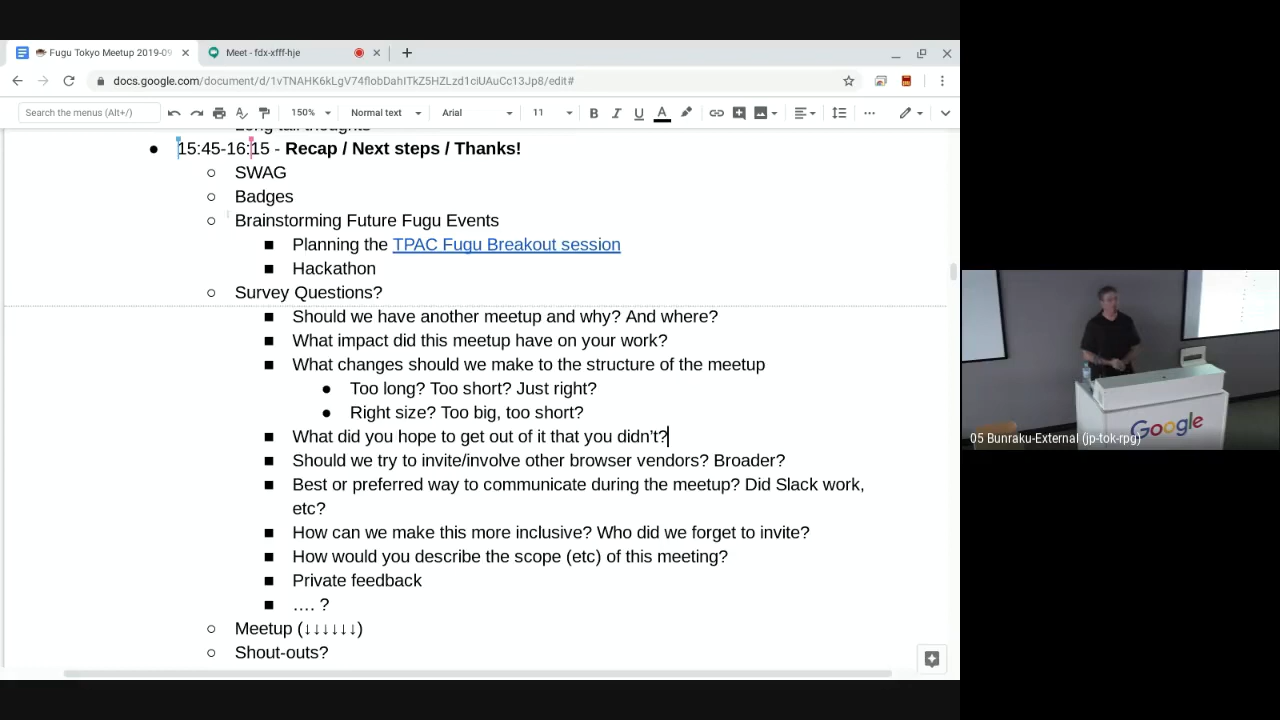 Fugu Tokyo Meetup 2019-09
Meet - fdx-xfff-hje
docs.google.com/document/d/1vTNAHK6kLgV74flobDahITkZ5HZLzd1ciUAuCc13Jp8/edit#
Search the menus (Alt+/)
150%
Normal text
Arial
11
B I U A
Long tail thoughts
● 15:45-16:15 - Recap / Next steps / Thanks!
○ SWAG
○ Badges
○ Brainstorming Future Fugu Events
■ Planning the TPAC Fugu Breakout session
■ Hackathon
○ Survey Questions?
■ Should we have another meetup and why? And where?
■ What impact did this meetup have on your work?
■ What changes should we make to the structure of the meetup
● Too long? Too short? Just right?
● Right size? Too big, too short?
■ What did you hope to get out of it that you didn't?
■ Should we try to invite/involve other browser vendors? Broader?
■ Best or preferred way to communicate during the meetup? Did Slack work,
etc?
■ How can we make this more inclusive? Who did we forget to invite?
■ How would you describe the scope (etc) of this meeting?
■ Private feedback
■ …. ?
○ Meetup (↓↓↓↓↓↓)
○ Shout-outs?
Google
05 Bunraku-External (jp-tok-rpg)